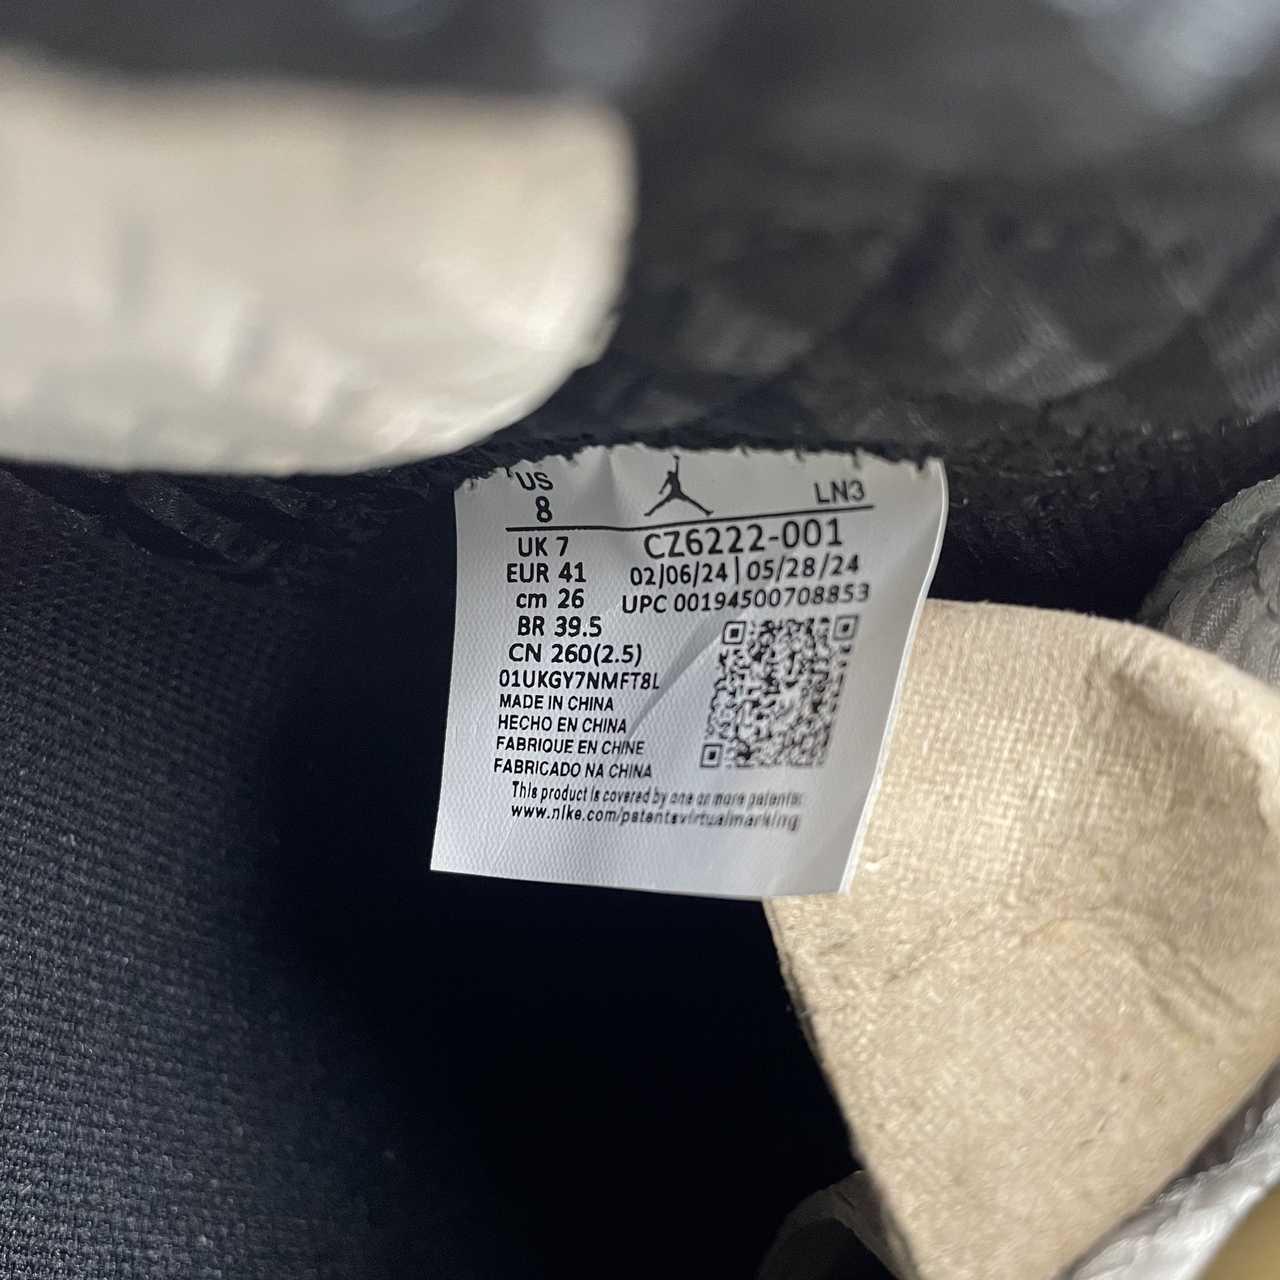 US
8
LN3
UK 7
CZ6222-001
EUR 41
02/06/24 | 05/28/24
cm 26
UPC 00194500708853
BR 39.5
CN 260(2.5)
01UKGY7NMFT8L
MADE IN CHINA
HECHO EN CHINA
FABRIQUE EN CHINE
FABRICADO NA CHINA
This product is covered by one or more patents:
www.nike.com/patentsvirtualmarking